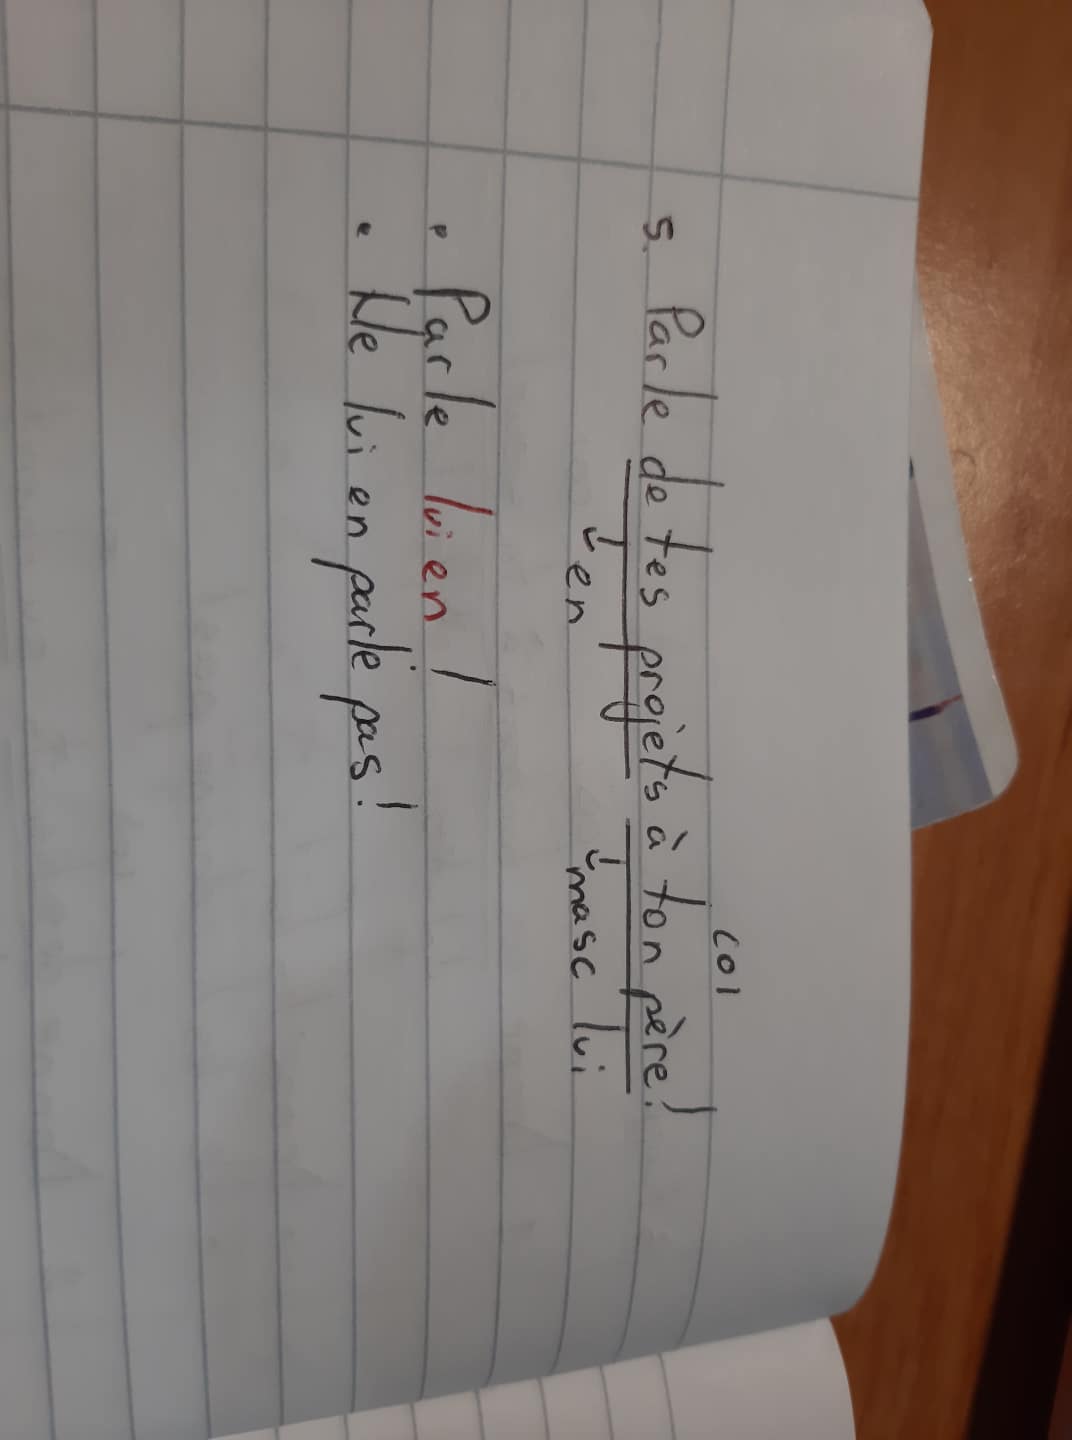 5. Parle de tes projets à ton père!
COI
↓en
↓masc lui
• Parle lui en !
• Ne lui en parle pas!